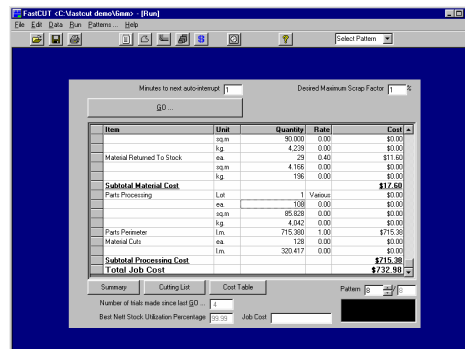 FastCUT <C:\fastcut demo\6mm> - [Run]
File Edit Data Run Patterns... Help
Select Pattern
Minutes to next auto-interrupt 1 Desired Maximum Scrap Factor 1 %
GO ...
Item Unit Quantity Rate Cost
sq,m 90.000 0.00 $0.00
kg 4,239 0.00 $0.00
Material Returned To Stock ea. 29 0.40 $11.60
sq,m 4.166 0.00 $0.00
kg 196 0.00 $0.00
Subtotal Material Cost $17.60
Parts Processing Lot 1 Various $0.00
ea. 108 0.00 $0.00
sq,m 85.828 0.00 $0.00
kg 4,042 0.00 $0.00
Parts Perimeter l.m. 715.380 1.00 $715.38
Material Cuts ea. 128 0.00 $0.00
l.m. 320.417 0.00 $0.00
Subtotal Processing Cost $715.38
Total Job Cost $732.98
Summary Cutting List Cost Table Pattern 8 / 8
Number of trials made since last GO ... 4
Best Nett Stock Utilization Percentage 99.99 Job Cost